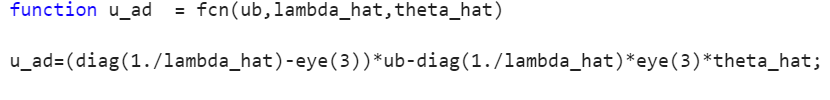 function u_ad  = fcn(ub,lambda_hat,theta_hat)
u_ad=(diag(1./lambda_hat)-eye(3))*ub-diag(1./lambda_hat)*eye(3)*theta_hat;